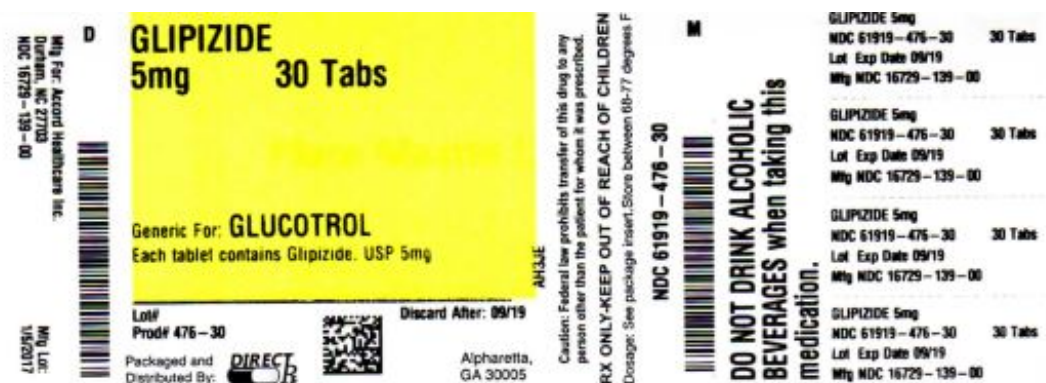 Mfg For: Accord Healthcare Inc.
Durham, NC 27703
NDC 16729-139-00
Mfg Lot:
1/5/2017
D
GLIPIZIDE
5mg 30 Tabs
Generic For: GLUCOTROL
Each tablet contains Glipizide. USP 5mg
AH3JE
Lot#
Discard After: 09/19
Prod# 476-30
Packaged and
Distributed By:
DIRECT Rx
Alpharetta,
GA 30005
Caution: Federal law prohibits transfer of this drug to any
person other than the patient for whom it was prescribed.
RX ONLY-KEEP OUT OF REACH OF CHILDREN
Dosage: See package insert.Store between 68-77 degrees F
NDC 61919-476-30
M
DO NOT DRINK ALCOHOLIC
BEVERAGES when taking this
medication.
GLIPIZIDE 5mg
NDC 61919-476-30 30 Tabs
Lot Exp Date 09/19
Mfg NDC 16729-139-00
GLIPIZIDE 5mg
NDC 61919-476-30 30 Tabs
Lot Exp Date 09/19
Mfg NDC 16729-139-00
GLIPIZIDE 5mg
NDC 61919-476-30 30 Tabs
Lot Exp Date 09/19
Mfg NDC 16729-139-00
GLIPIZIDE 5mg
NDC 61919-476-30 30 Tabs
Lot Exp Date 09/19
Mfg NDC 16729-139-00